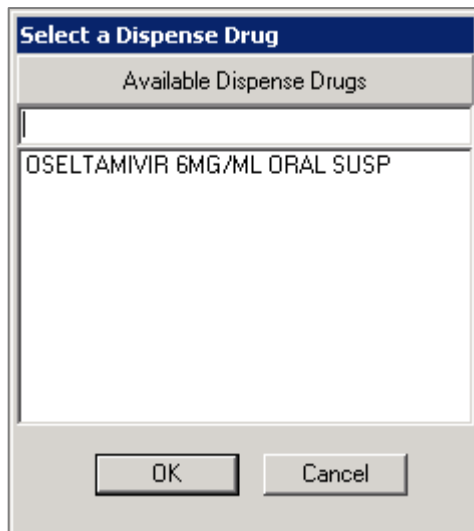 Select a Dispense Drug
Available Dispense Drugs
OSELTAMIVIR 6MG/ML ORAL SUSP
OK
Cancel